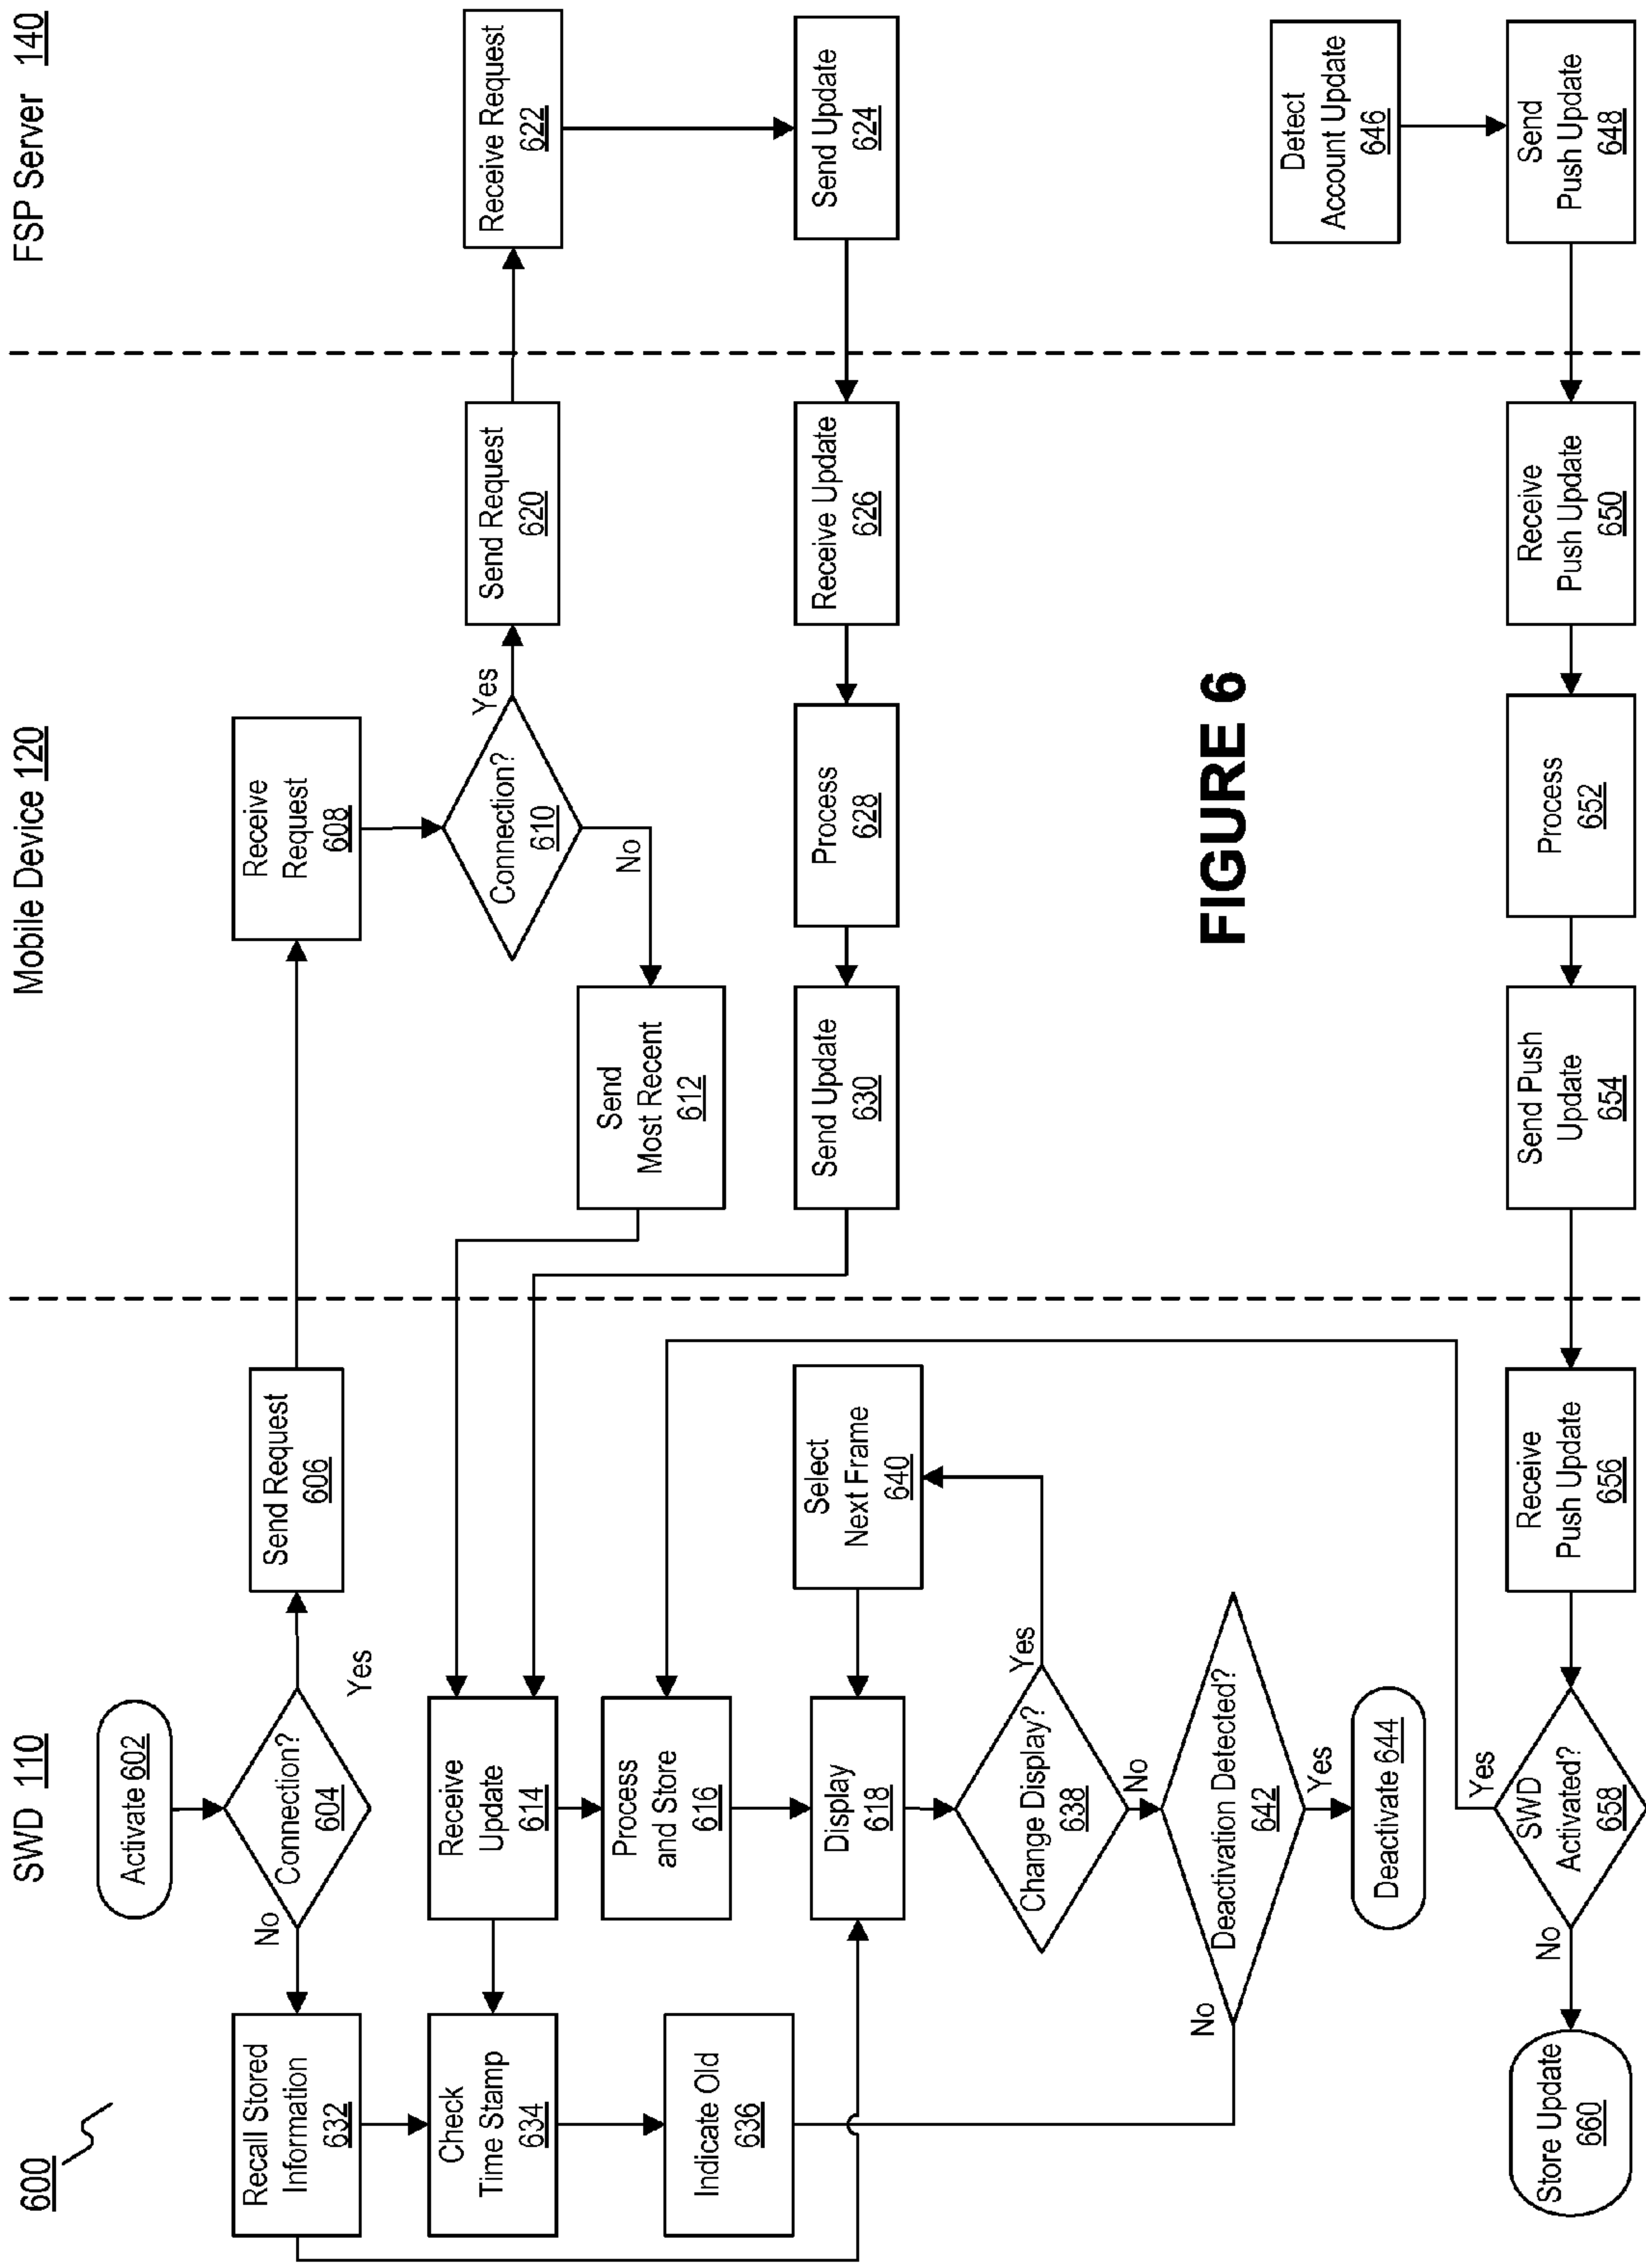 600
SWD 110
Mobile Device 120
FSP Server 140
Activate 602
Connection?
604
No
Yes
Send Request
606
Receive
Request
608
Recall Stored
Information
632
Connection?
610
Yes
No
Send Request
620
Receive Request
622
Send
Most Recent
612
Receive
Update
614
Check
Time Stamp
634
Process
and Store
616
Indicate Old
636
Send Update
624
Receive Update
626
Process
628
Send Update
630
Display
618
Select
Next Frame
640
Change Display?
638
Yes
No
Deactivation Detected?
642
No
Yes
Deactivate 644
FIGURE 6
Detect
Account Update
646
Send
Push Update
648
Receive
Push Update
650
Process
652
Send Push
Update
654
Receive
Push Update
656
SWD
Activated?
658
Yes
No
Store Update
660